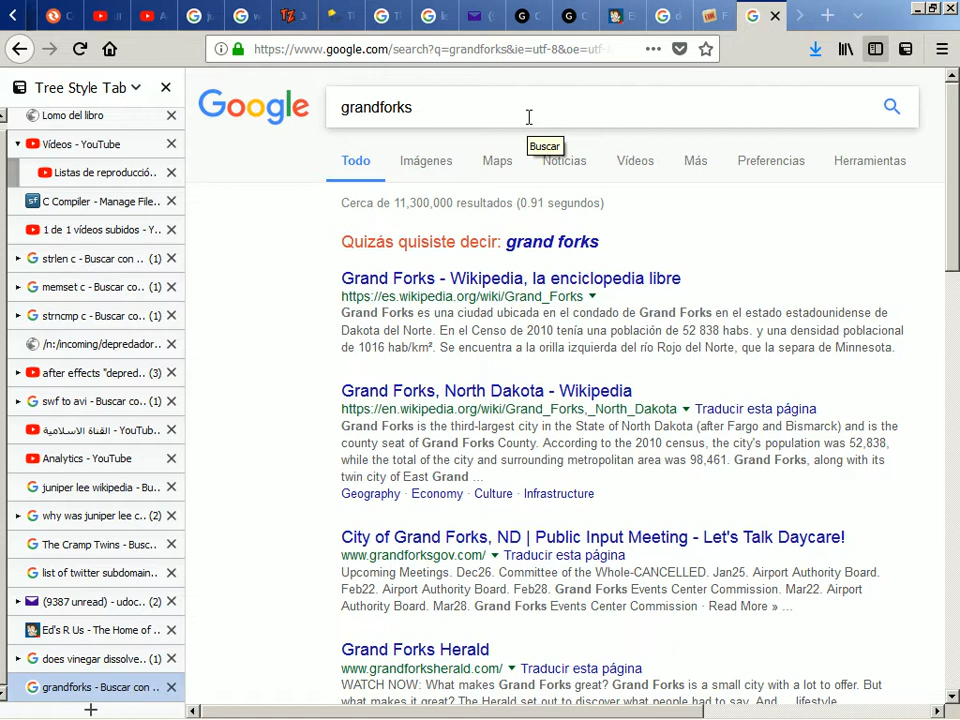 https://www.google.com/search?q=grandforks&ie=utf-8&oe=utf-
Tree Style Tab
Lomo del libro
Vídeos - YouTube
Listas de reproducció..
C Compiler - Manage File..
1 de 1 vídeos subidos - Y..
strlen c - Buscar con .. (1)
memset c - Buscar co.. (1)
strncmp c - Buscar co.. (1)
/n:/incoming/depredador..
after effects "depred.. (3)
swf to avi - Buscar co.. (1)
القناة الاسلامية - YouTub..
Analytics - YouTube
juniper lee wikipedia - Bu..
why was juniper lee c.. (2)
The Cramp Twins - Busc..
list of twitter subdomain..
(9387 unread) - udoc.. (2)
Ed's R Us - The Home of ..
does vinegar dissolve.. (1)
grandforks - Buscar con ..
Google
grandforks
Buscar
Todo Imágenes Maps Noticias Vídeos Más Preferencias Herramientas
Cerca de 11,300,000 resultados (0.91 segundos)
Quizás quisiste decir: grand forks
Grand Forks - Wikipedia, la enciclopedia libre
https://es.wikipedia.org/wiki/Grand_Forks
Grand Forks es una ciudad ubicada en el condado de Grand Forks en el estado estadounidense de
Dakota del Norte. En el Censo de 2010 tenía una población de 52 838 habs. y una densidad poblacional
de 1016 hab/km². Se encuentra a la orilla izquierda del río Rojo del Norte, que la separa de Minnesota.
Grand Forks, North Dakota - Wikipedia
https://en.wikipedia.org/wiki/Grand_Forks,_North_Dakota Traducir esta página
Grand Forks is the third-largest city in the State of North Dakota (after Fargo and Bismarck) and is the
county seat of Grand Forks County. According to the 2010 census, the city's population was 52,838,
while the total of the city and surrounding metropolitan area was 98,461. Grand Forks, along with its
twin city of East Grand ...
Geography · Economy · Culture · Infrastructure
City of Grand Forks, ND | Public Input Meeting - Let's Talk Daycare!
www.grandforksgov.com/ Traducir esta página
Upcoming Meetings. Dec26. Committee of the Whole-CANCELLED. Jan25. Airport Authority Board.
Feb22. Airport Authority Board. Feb28. Grand Forks Events Center Commission. Mar22. Airport
Authority Board. Mar28. Grand Forks Events Center Commission · Read More » ...
Grand Forks Herald
www.grandforksherald.com/ Traducir esta página
WATCH NOW: What makes Grand Forks great? Grand Forks is a small city with a lot to offer. But
what makes it great? The Herald set out to discover what people had to say. And ... lifestyle.